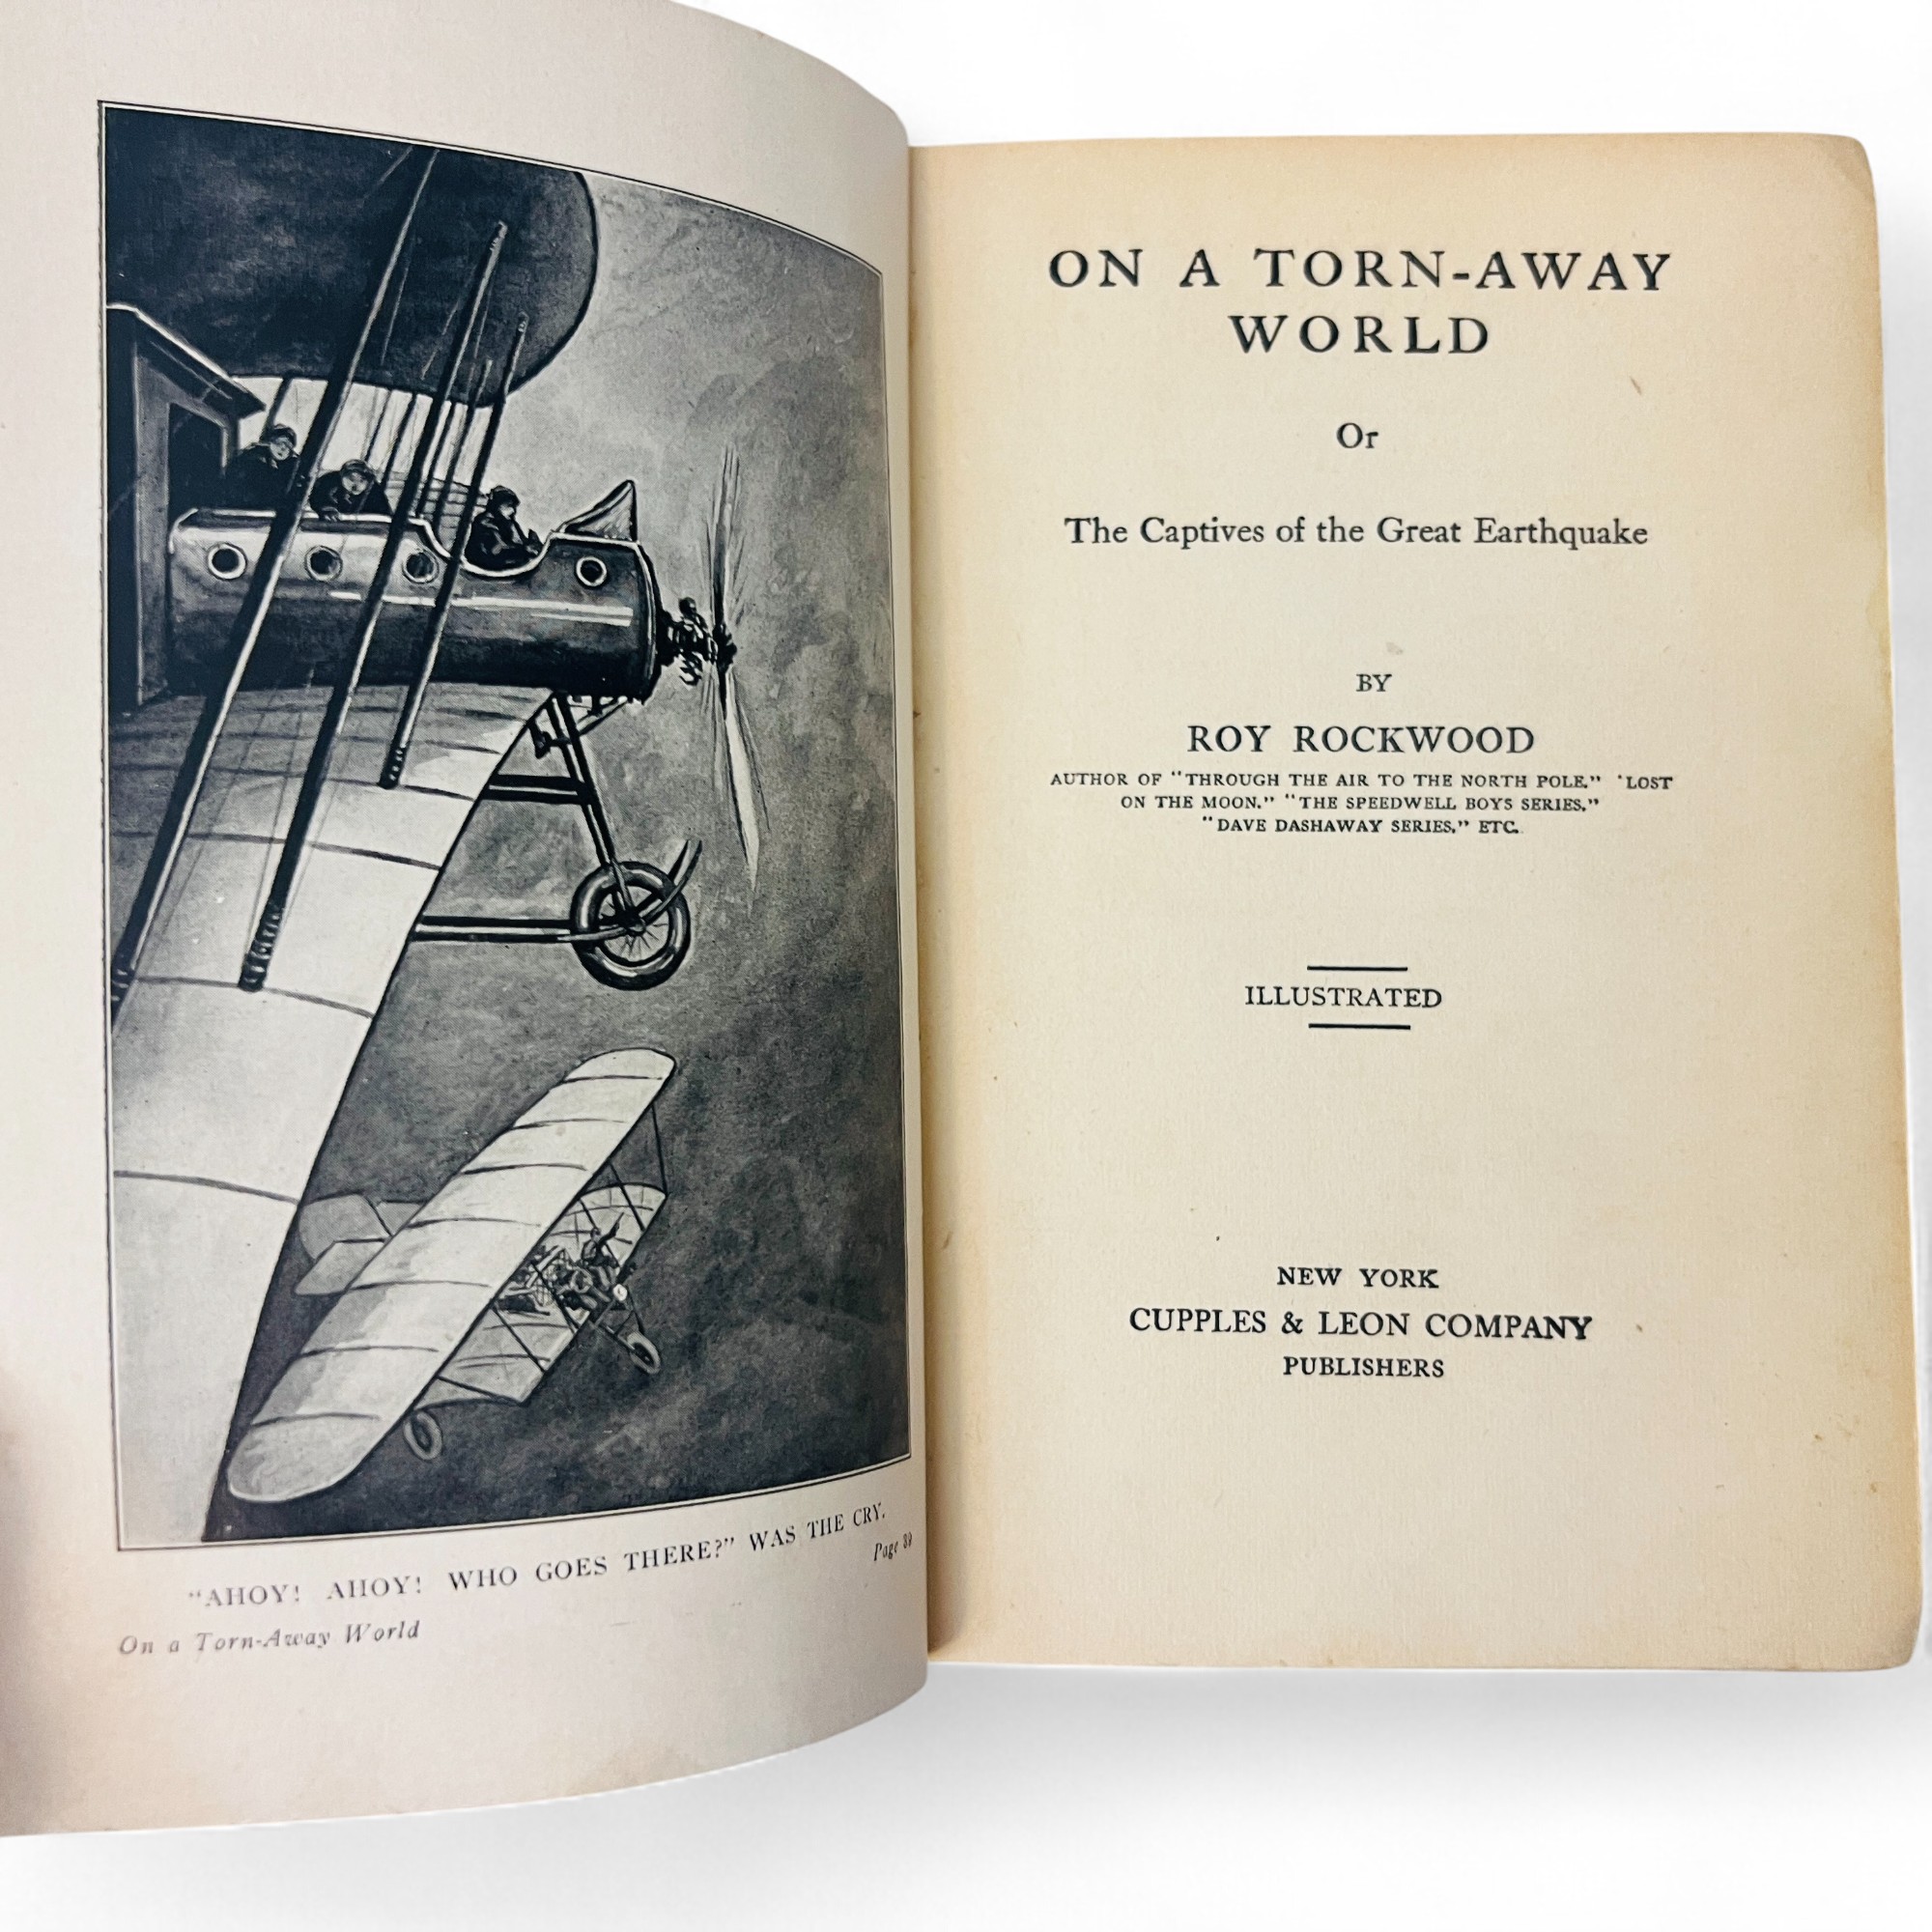 "AHOY! AHOY! WHO GOES THERE?" WAS THE CRY.
Page 39
On a Torn-Away World
ON A TORN-AWAY
WORLD
Or
The Captives of the Great Earthquake
BY
ROY ROCKWOOD
AUTHOR OF "THROUGH THE AIR TO THE NORTH POLE," 'LOST
ON THE MOON," "THE SPEEDWELL BOYS SERIES,"
"DAVE DASHAWAY SERIES," ETC.
ILLUSTRATED
NEW YORK
CUPPLES & LEON COMPANY
PUBLISHERS